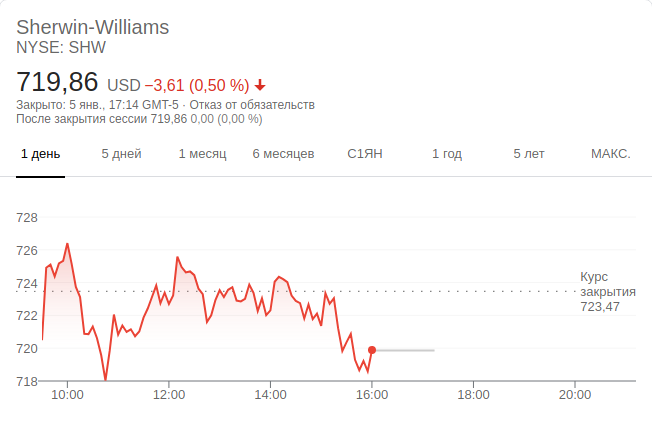 Sherwin-Williams
NYSE: SHW
719,86 USD −3,61 (0,50 %)
Закрыто: 5 янв., 17:14 GMT-5 · Отказ от обязательств
После закрытия сессии 719,86 0,00 (0,00 %)
1 день 5 дней 1 месяц 6 месяцев С1ЯН 1 год 5 лет МАКС.
728
726
724
722
720
718
Курс
закрытия
723,47
10:00 12:00 14:00 16:00 18:00 20:00